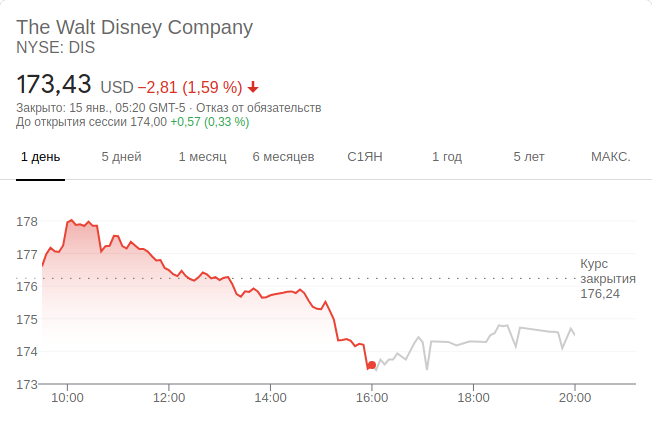 The Walt Disney Company
NYSE: DIS
173,43 USD −2,81 (1,59 %)
Закрыто: 15 янв., 05:20 GMT-5 · Отказ от обязательств
До открытия сессии 174,00 +0,57 (0,33 %)
1 день 5 дней 1 месяц 6 месяцев С1ЯН 1 год 5 лет МАКС.
178
177
176
175
174
173
Курс
закрытия
176,24
10:00 12:00 14:00 16:00 18:00 20:00